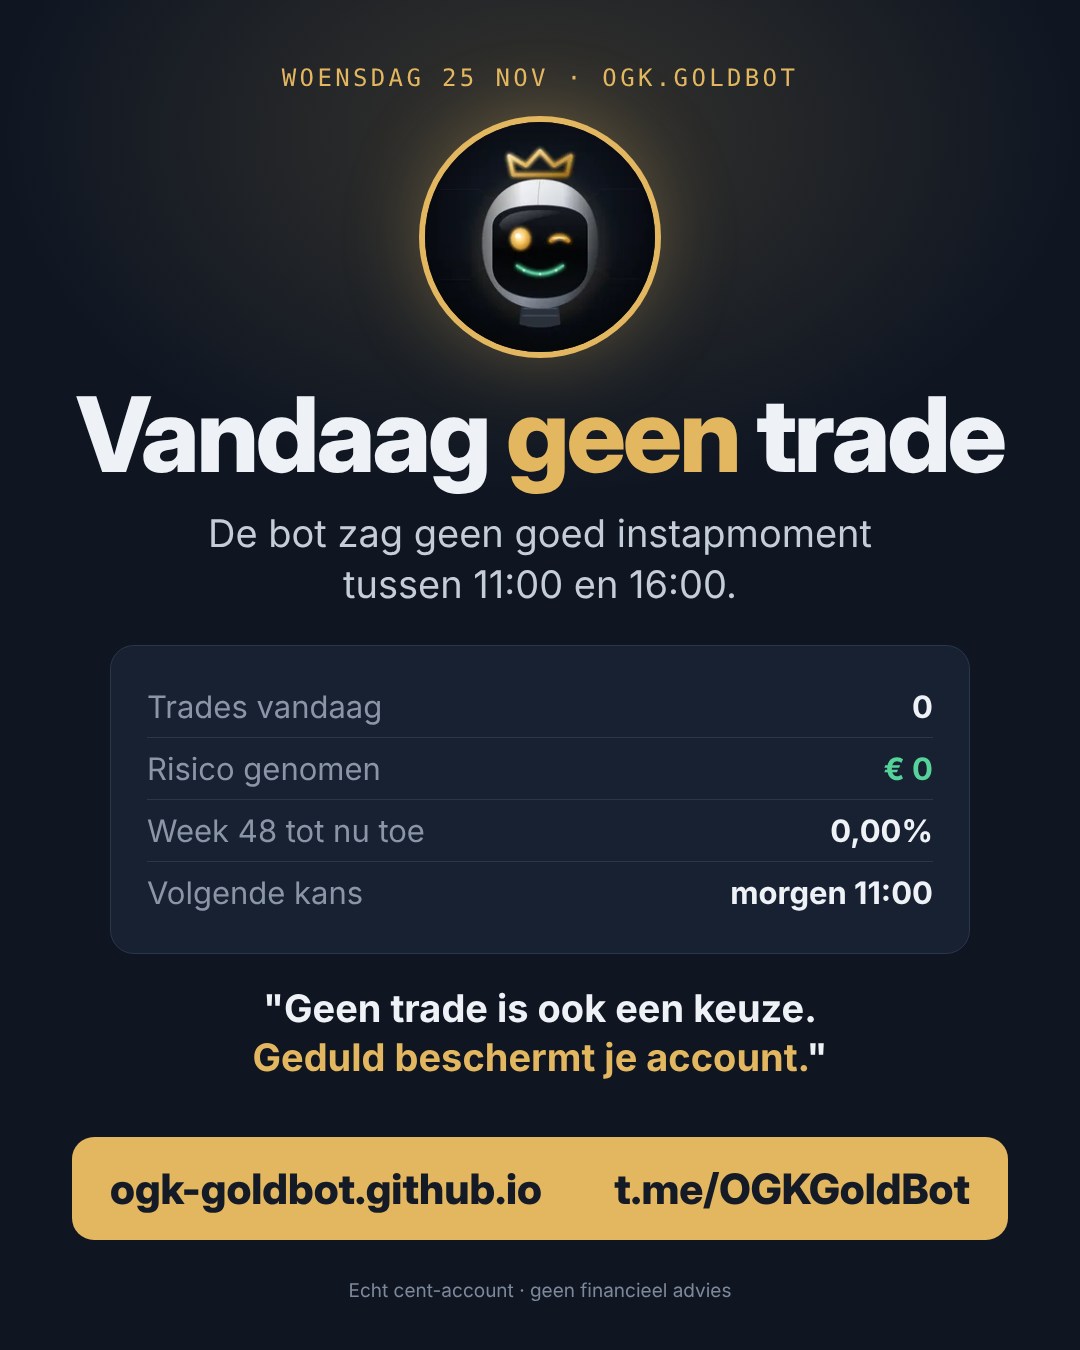 WOENSDAG 25 NOV · OGK.GOLDBOT
Vandaag geen trade
De bot zag geen goed instapmoment
tussen 11:00 en 16:00.
Trades vandaag 0
Risico genomen € 0
Week 48 tot nu toe 0,00%
Volgende kans morgen 11:00
"Geen trade is ook een keuze.
Geduld beschermt je account."
ogk-goldbot.github.io t.me/OGKGoldBot
Echt cent-account · geen financieel advies